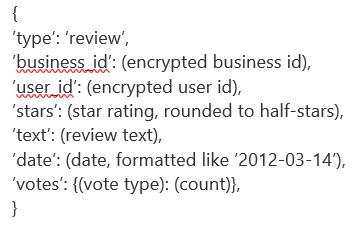 {
’type’: ’review’,
’business_id’: (encrypted business id),
’user_id’: (encrypted user id),
’stars’: (star rating, rounded to half-stars),
’text’: (review text),
’date’: (date, formatted like ’2012-03-14’),
’votes’: {(vote type): (count)},
}